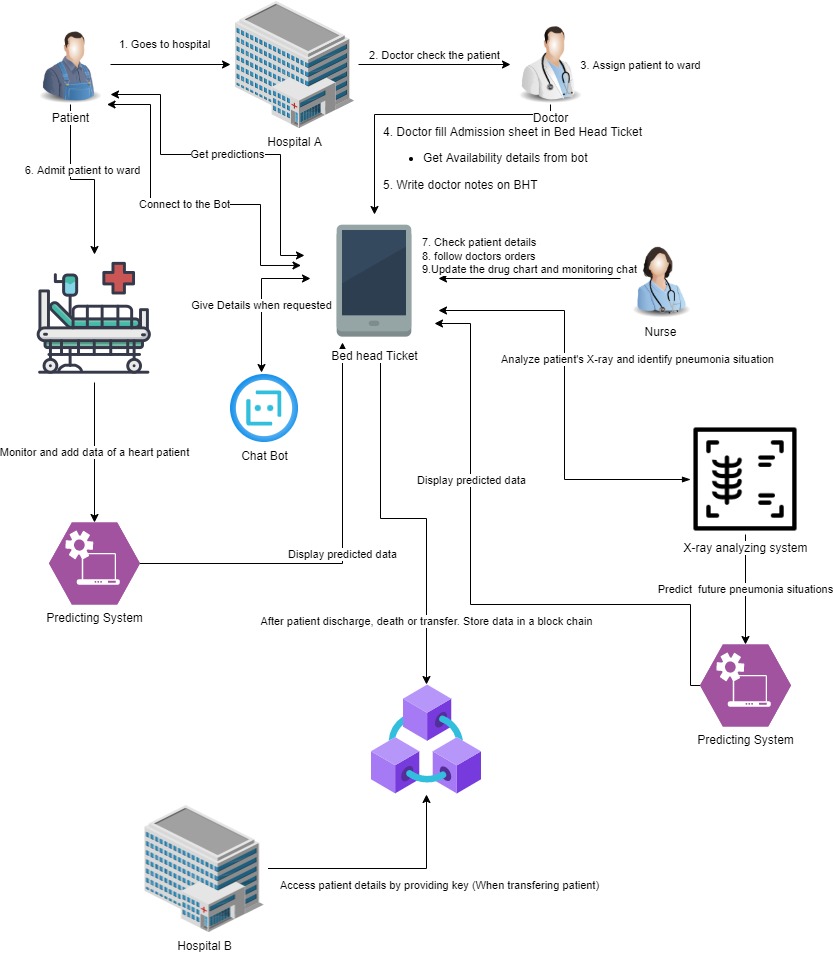 1. Goes to hospital
2. Doctor check the patient
3. Assign patient to ward
Patient
Hospital A
Doctor
4. Doctor fill Admission sheet in Bed Head Ticket
• Get Availability details from bot
5. Write doctor notes on BHT
Get predictions
6. Admit patient to ward
Connect to the Bot
7. Check patient details
8. follow doctors orders
9.Update the drug chart and monitoring chat
Give Details when requested
Nurse
Bed head Ticket
Analyze patient's X-ray and identify pneumonia situation
Chat Bot
Monitor and add data of a heart patient
Display predicted data
X-ray analyzing system
Display predicted data
Predict future pneumonia situations
Predicting System
After patient discharge, death or transfer. Store data in a block chain
Predicting System
Access patient details by providing key (When transfering patient)
Hospital B